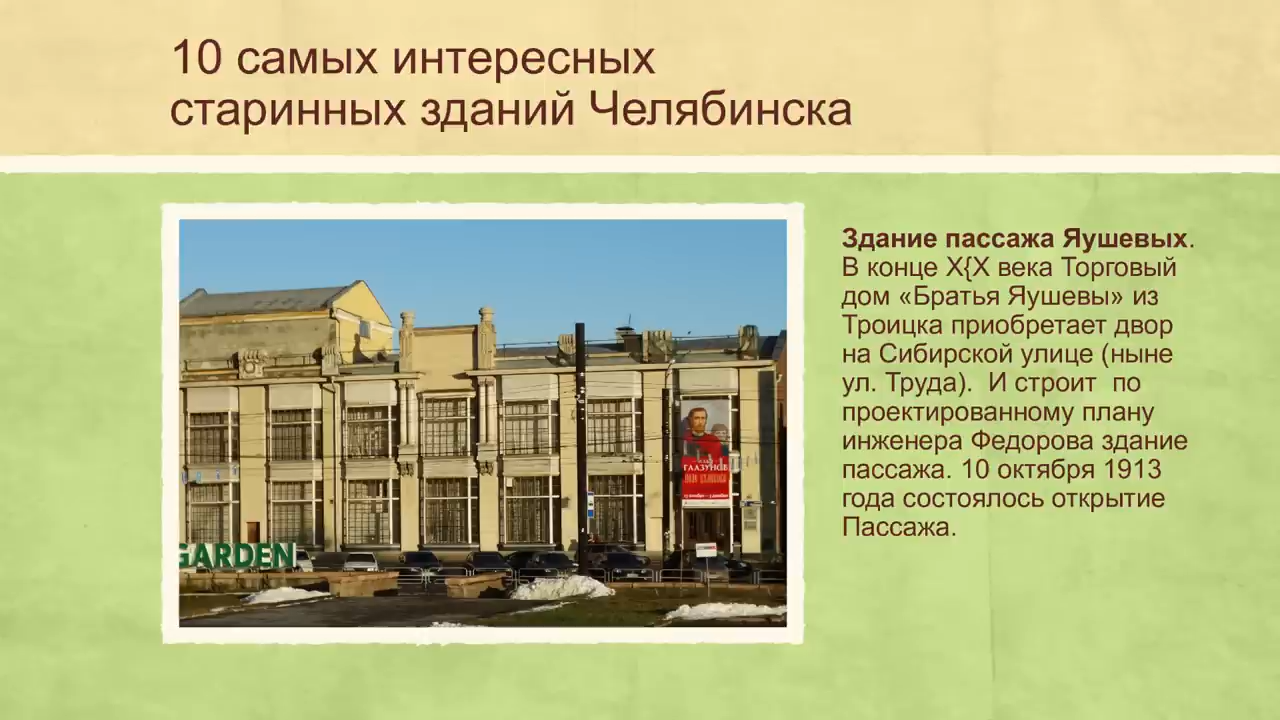 10 самых интересных
старинных зданий Челябинска
Здание пассажа Яушевых.
В конце Х{Х века Торговый
дом «Братья Яушевы» из
Троицка приобретает двор
на Сибирской улице (ныне
ул. Труда).  И строит  по
проектированному плану
инженера Федорова здание
пассажа. 10 октября 1913
года состоялось открытие
Пассажа.
ГЛАЗУНОВ
GARDEN